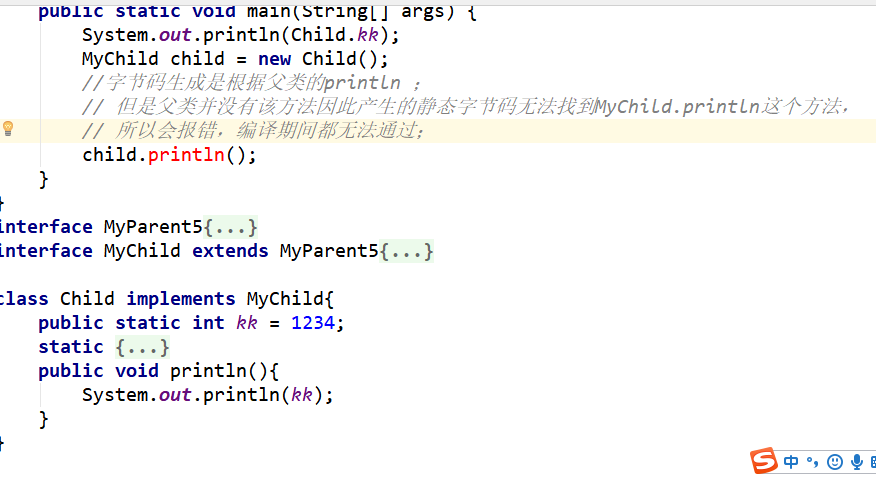 public static void main(String[] args) {
System.out.println(Child.kk);
MyChild child = new Child();
//字节码生成是根据父类的println ;
// 但是父类并没有该方法因此产生的静态字节码无法找到MyChild.println这个方法,
// 所以会报错，编译期间都无法通过;
child.println();
}
}
interface MyParent5{...}
interface MyChild extends MyParent5{...}
class Child implements MyChild{
public static int kk = 1234;
static {...}
public void println(){
System.out.println(kk);
}
}
S 中 °,